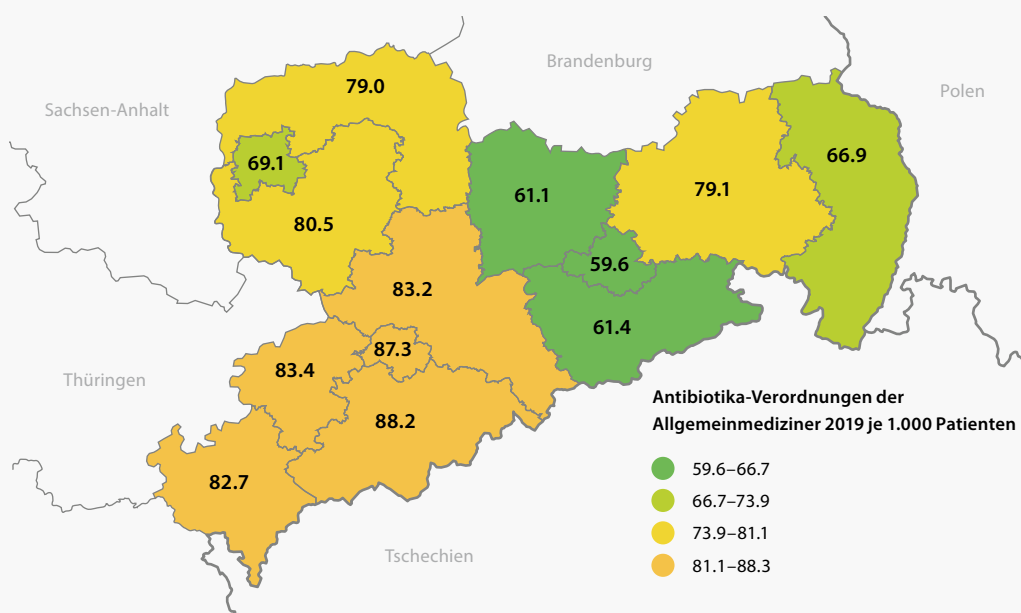 Brandenburg
79.0
Sachsen-Anhalt
Polen
69.1
66.9
79.1
61.1
80.5
59.6
83.2
61.4
87.3
83.4
Thüringen
88.2
82.7
Tschechien
Antibiotika-Verordnungen der
Allgemeinmediziner 2019 je 1.000 Patienten
59.6–66.7
66.7–73.9
73.9–81.1
81.1–88.3